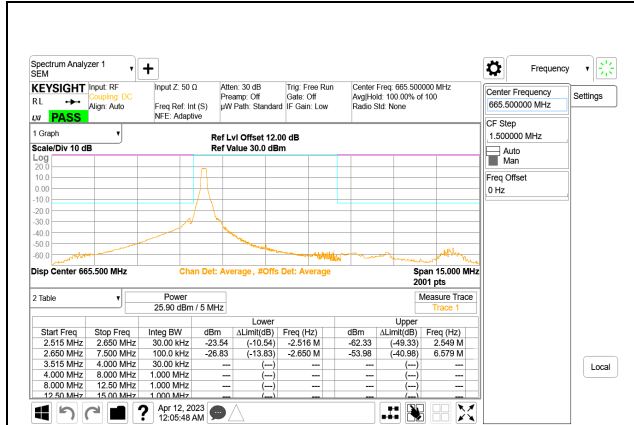 Spectrum Analyzer 1
SEM
Frequency
KEYSIGHT
RL
LXI PASS
Input: RF
Coupling: DC
Align: Auto
Input Z: 50 Ω
Freq Ref: Int (S)
NFE: Adaptive
Atten: 30 dB
Preamp: Off
µW Path: Standard
Trig: Free Run
Gate: Off
IF Gain: Low
Center Freq: 665.500000 MHz
Avg|Hold: 100.00% of 100
Radio Std: None
Center Frequency
665.500000 MHz
Settings
CF Step
1.500000 MHz
Auto
Man
Freq Offset
0 Hz
1 Graph
Scale/Div 10 dB
Ref Lvl Offset 12.00 dB
Ref Value 30.0 dBm
Log
20.0
10.0
0.00
-10.0
-20.0
-30.0
-40.0
-50.0
-60.0
Disp Center 665.500 MHz
Chan Det: Average, #Offs Det: Average
Span 15.000 MHz
2001 pts
2 Table
Power
25.90 dBm / 5 MHz
Measure Trace
Trace 1
Lower Upper
Start Freq Stop Freq Integ BW dBm ΔLimit(dB) Freq (Hz) dBm ΔLimit(dB) Freq (Hz)
2.515 MHz 2.650 MHz 30.00 kHz -23.54 (-10.54) -2.516 M -62.33 (-49.33) 2.549 M
2.650 MHz 7.500 MHz 100.0 kHz -26.83 (-13.83) -2.650 M -53.98 (-40.98) 6.579 M
3.515 MHz 4.000 MHz 30.00 kHz --- (---) --- --- (---) ---
4.000 MHz 8.000 MHz 1.000 MHz --- (---) --- --- (---) ---
8.000 MHz 12.50 MHz 1.000 MHz --- (---) --- --- (---) ---
12.50 MHz 15.00 MHz 1.000 MHz --- (---) --- --- (---) ---
Local
Apr 12, 2023
12:05:48 AM